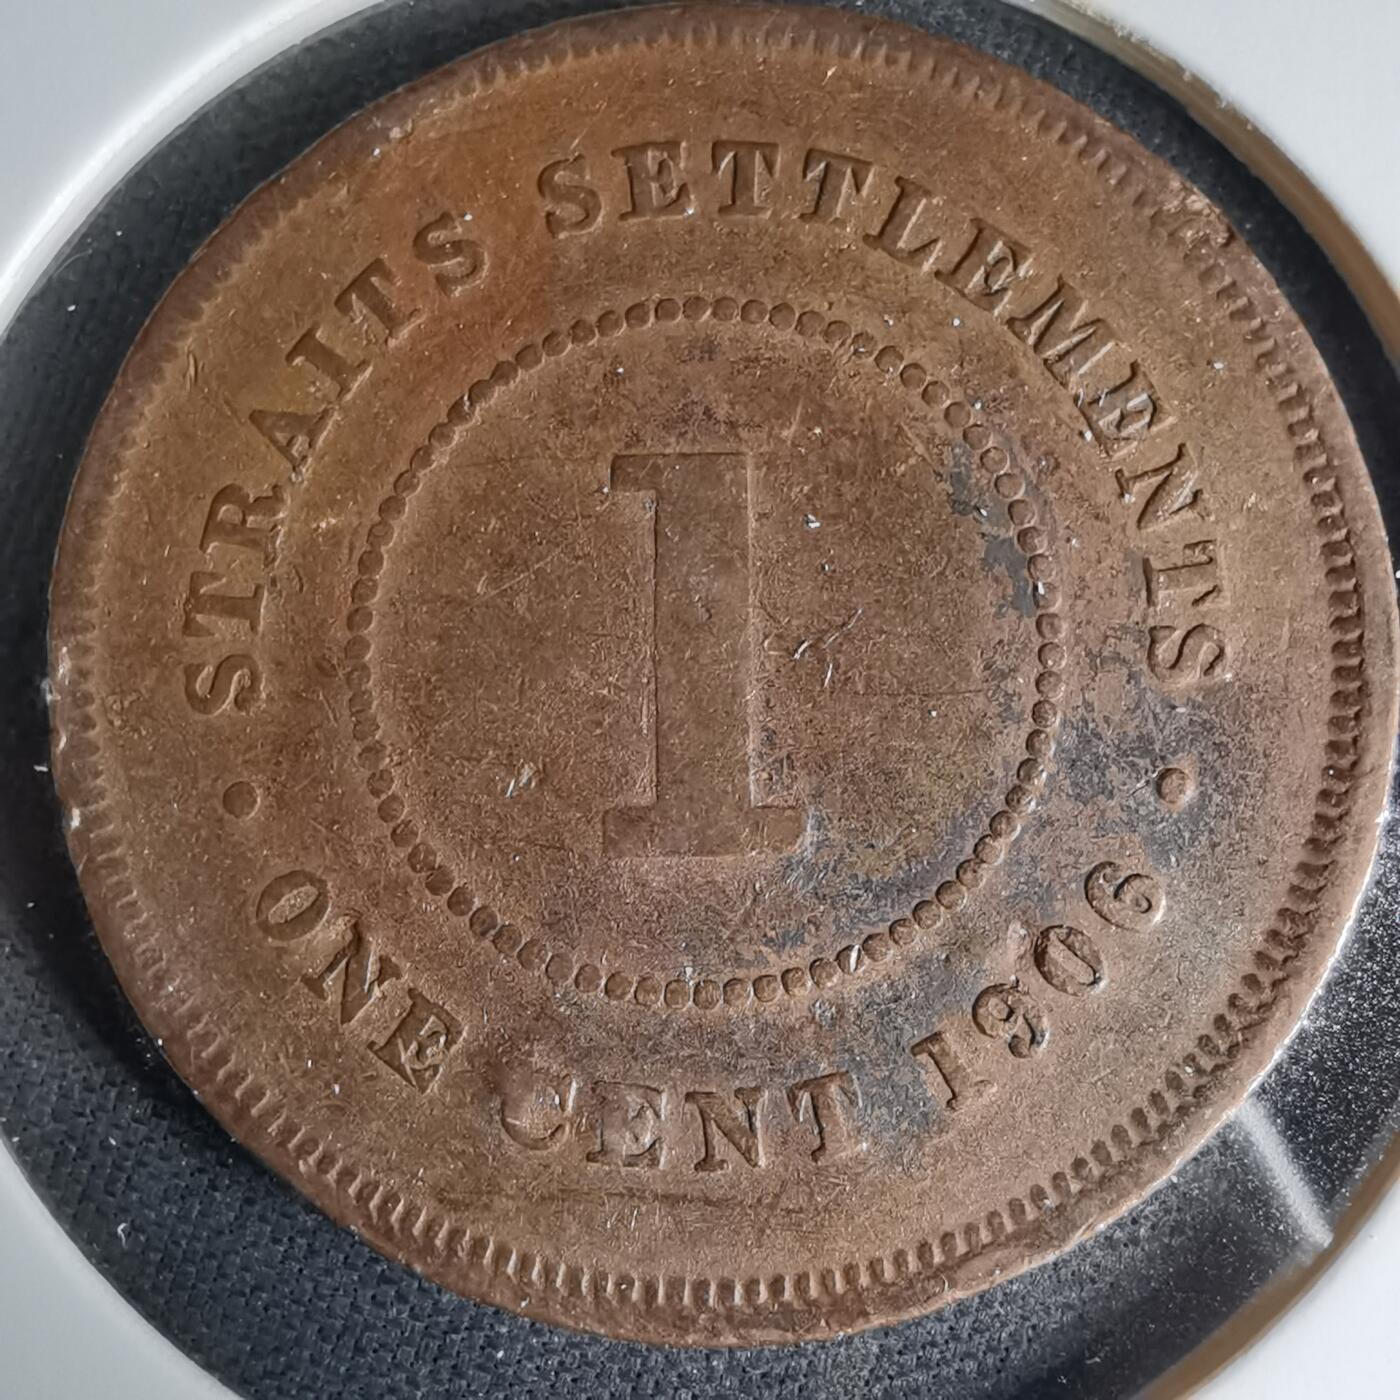 STRAITS SETTLEMENTS
1
• ONE CENT 1906 •